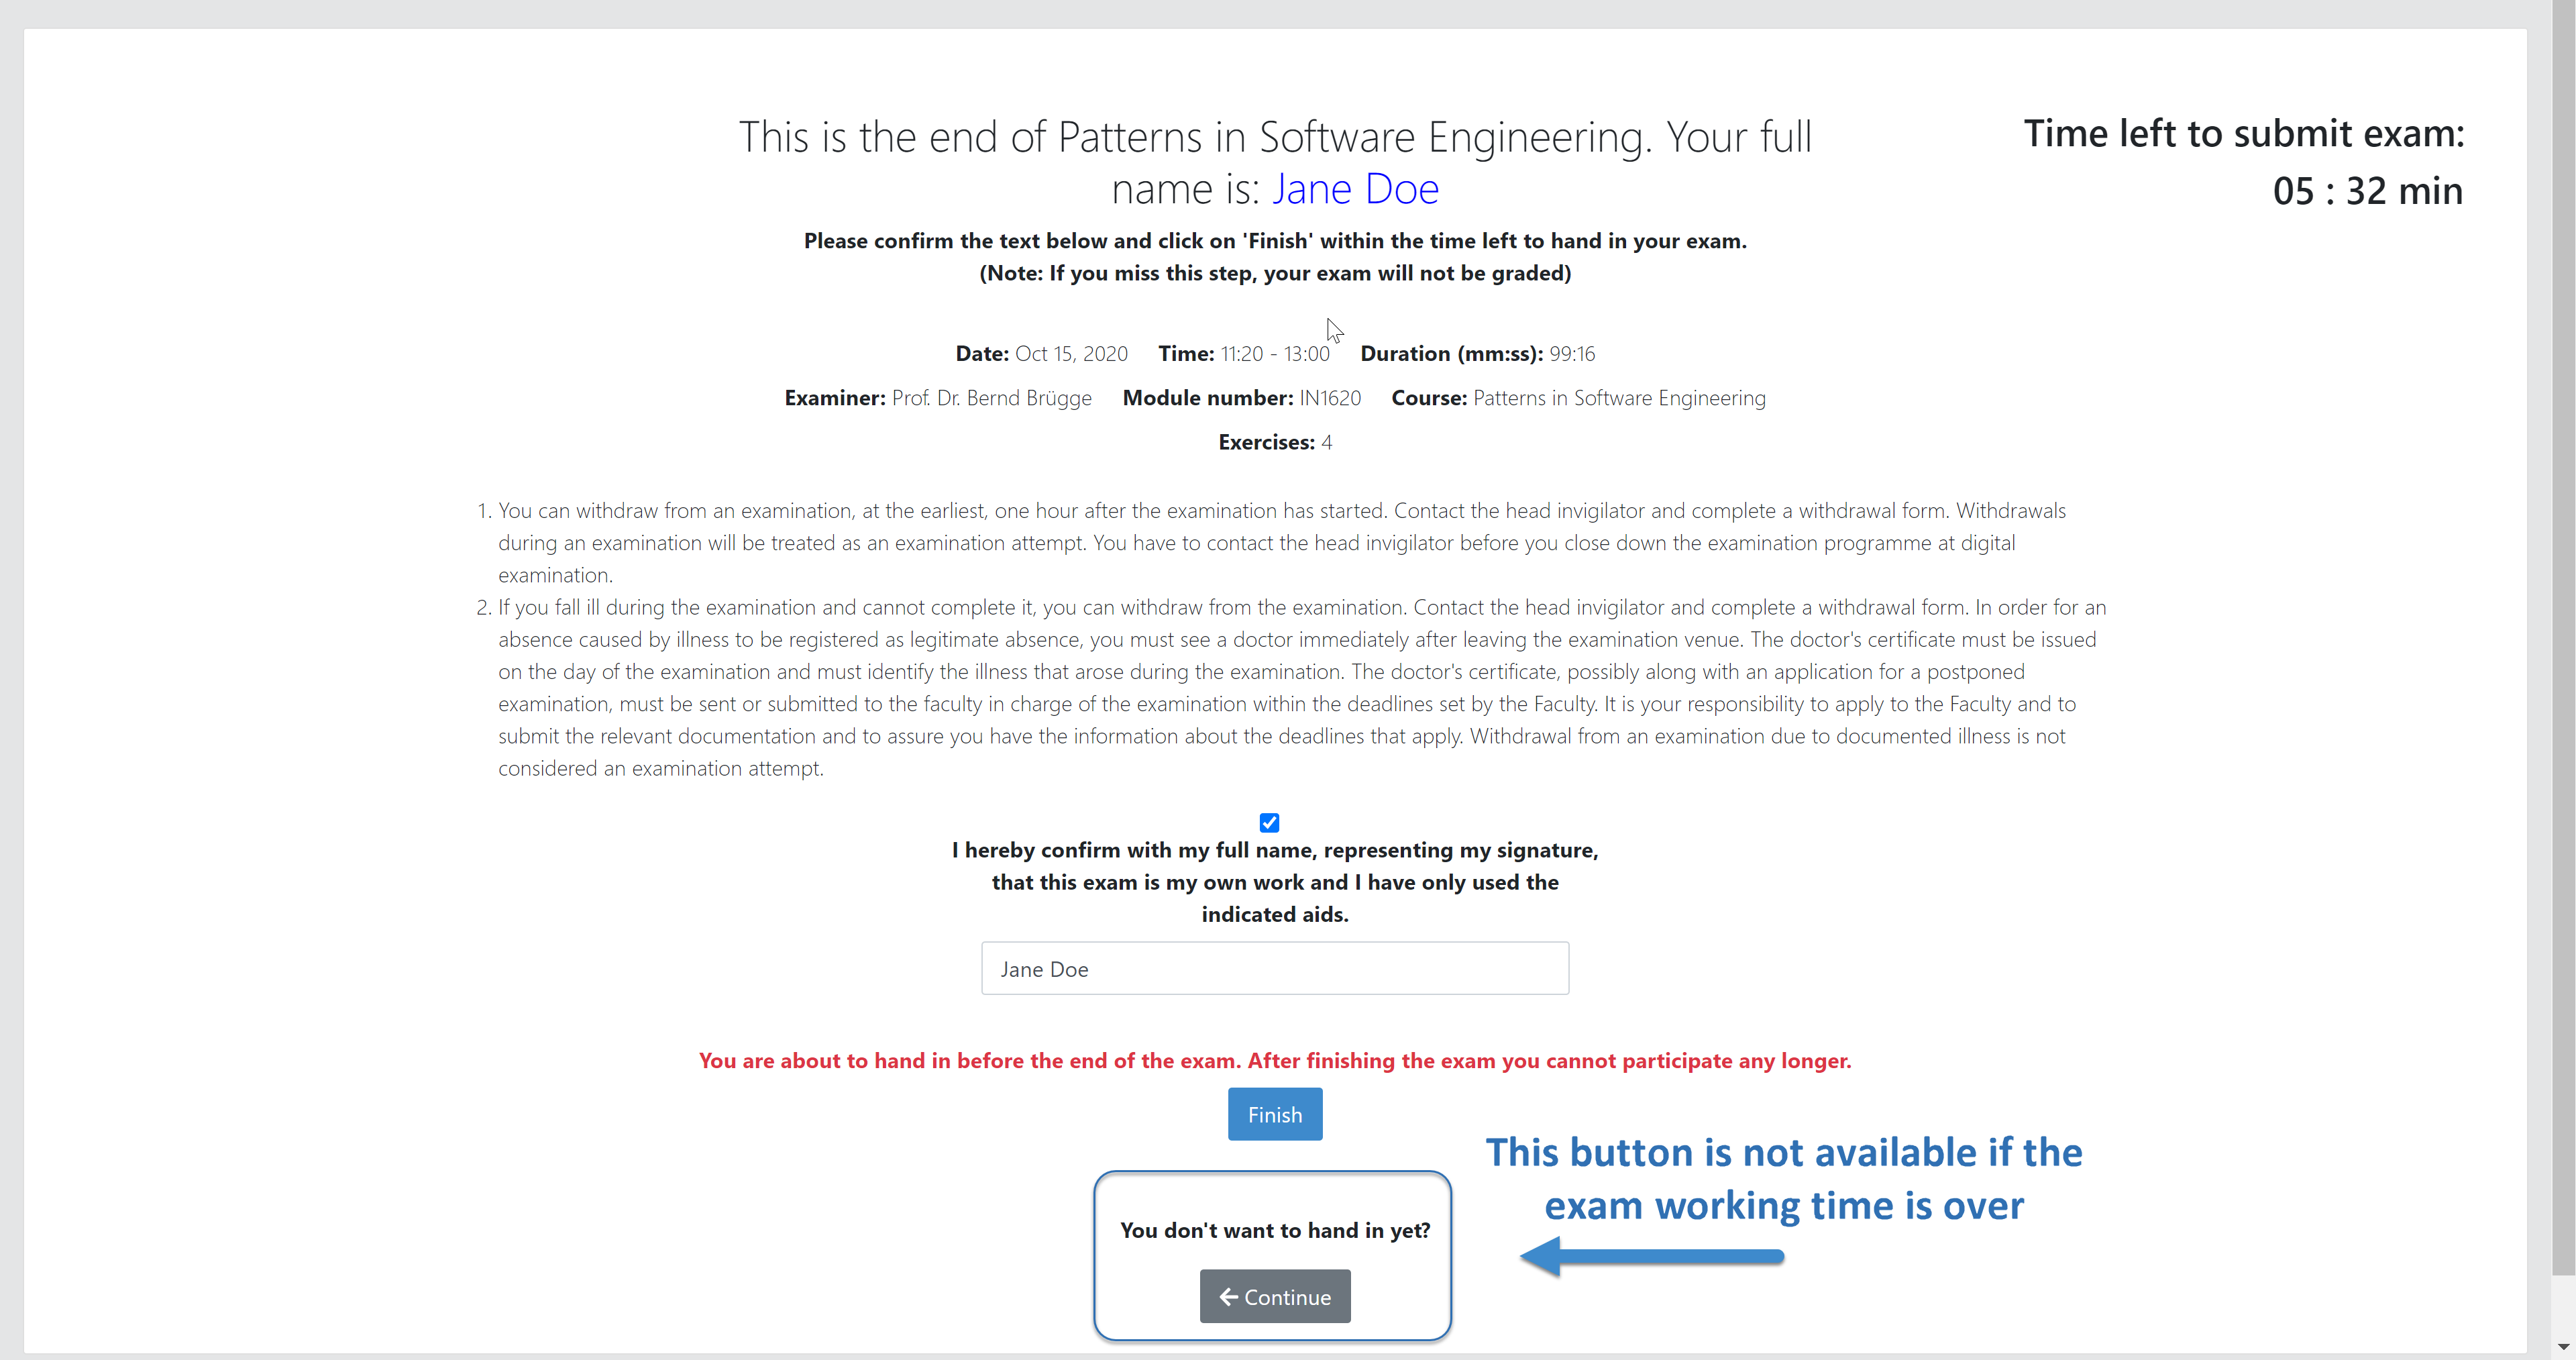 This is the end of Patterns in Software Engineering. Your full
name is: Jane Doe
Time left to submit exam:
05 : 32 min
Please confirm the text below and click on 'Finish' within the time left to hand in your exam.
(Note: If you miss this step, your exam will not be graded)
Date: Oct 15, 2020 Time: 11:20 - 13:00 Duration (mm:ss): 99:16
Examiner: Prof. Dr. Bernd Brügge Module number: IN1620 Course: Patterns in Software Engineering
Exercises: 4
1. You can withdraw from an examination, at the earliest, one hour after the examination has started. Contact the head invigilator and complete a withdrawal form. Withdrawals
during an examination will be treated as an examination attempt. You have to contact the head invigilator before you close down the examination programme at digital
examination.
2. If you fall ill during the examination and cannot complete it, you can withdraw from the examination. Contact the head invigilator and complete a withdrawal form. In order for an
absence caused by illness to be registered as legitimate absence, you must see a doctor immediately after leaving the examination venue. The doctor's certificate must be issued
on the day of the examination and must identify the illness that arose during the examination. The doctor's certificate, possibly along with an application for a postponed
examination, must be sent or submitted to the faculty in charge of the examination within the deadlines set by the Faculty. It is your responsibility to apply to the Faculty and to
submit the relevant documentation and to assure you have the information about the deadlines that apply. Withdrawal from an examination due to documented illness is not
considered an examination attempt.
I hereby confirm with my full name, representing my signature,
that this exam is my own work and I have only used the
indicated aids.
Jane Doe
You are about to hand in before the end of the exam. After finishing the exam you cannot participate any longer.
Finish
This button is not available if the
exam working time is over
You don't want to hand in yet?
Continue